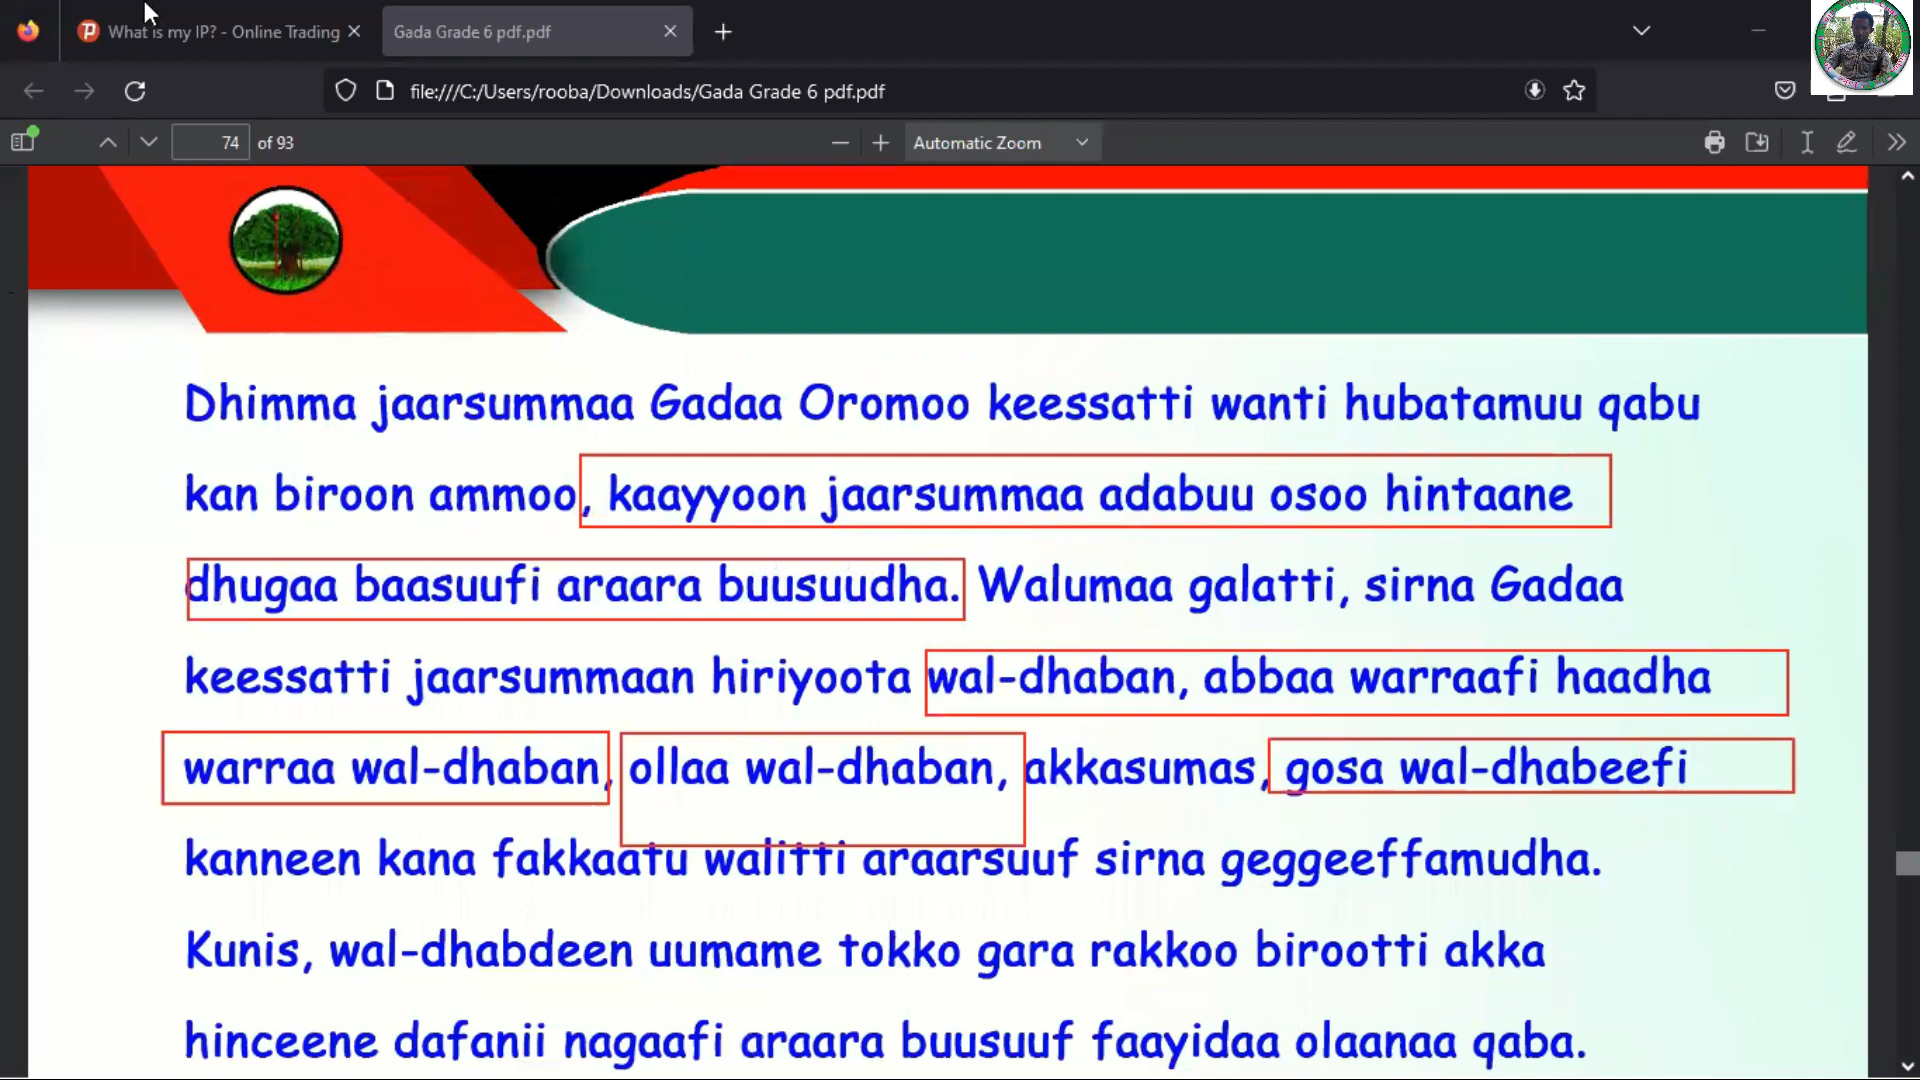 What is my IP? - Online Trading
Gada Grade 6 pdf.pdf
file:///C:/Users/rooba/Downloads/Gada Grade 6 pdf.pdf
74 of 93
Automatic Zoom
Dhimma jaarsummaa Gadaa Oromoo keessatti wanti hubatamuu qabu
kan biroon ammoo, kaayyoon jaarsummaa adabuu osoo hintaane
dhugaa baasuufi araara buusuudha. Walumaa galatti, sirna Gadaa
keessatti jaarsummaan hiriyoota wal-dhaban, abbaa warraafi haadha
warraa wal-dhaban, ollaa wal-dhaban, akkasumas, gosa wal-dhabeefi
kanneen kana fakkaatu walitti araarsuuf sirna geggeeffamudha.
Kunis, wal-dhabdeen uumame tokko gara rakkoo birootti akka
hinceene dafanii nagaafi araara buusuuf faayidaa olaanaa qaba.